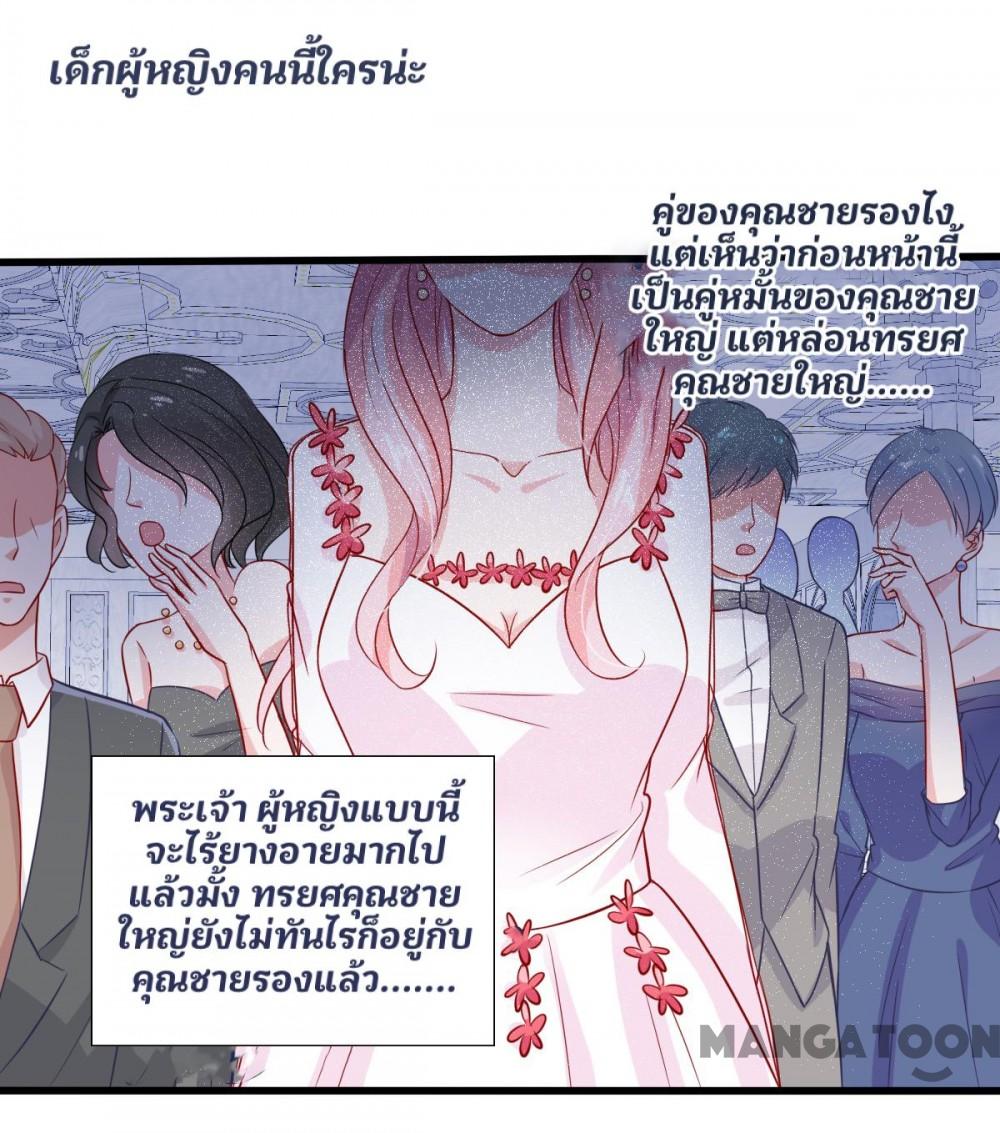 เด็กผู้หญิงคนนี้ใครน่ะ
คู่ของคุณชายรองไง
แต่เห็นว่าก่อนหน้านี้
เป็นคู่หมั้นของคุณชาย
ใหญ่ แต่หล่อนทรยศ
คุณชายใหญ่......
พระเจ้า ผู้หญิงแบบนี้
จะไร้ยางอายมากไป
แล้วมั้ง ทรยศคุณชาย
ใหญ่ยังไม่ทันไรก็อยู่กับ
คุณชายรองแล้ว.......
MANGATOON